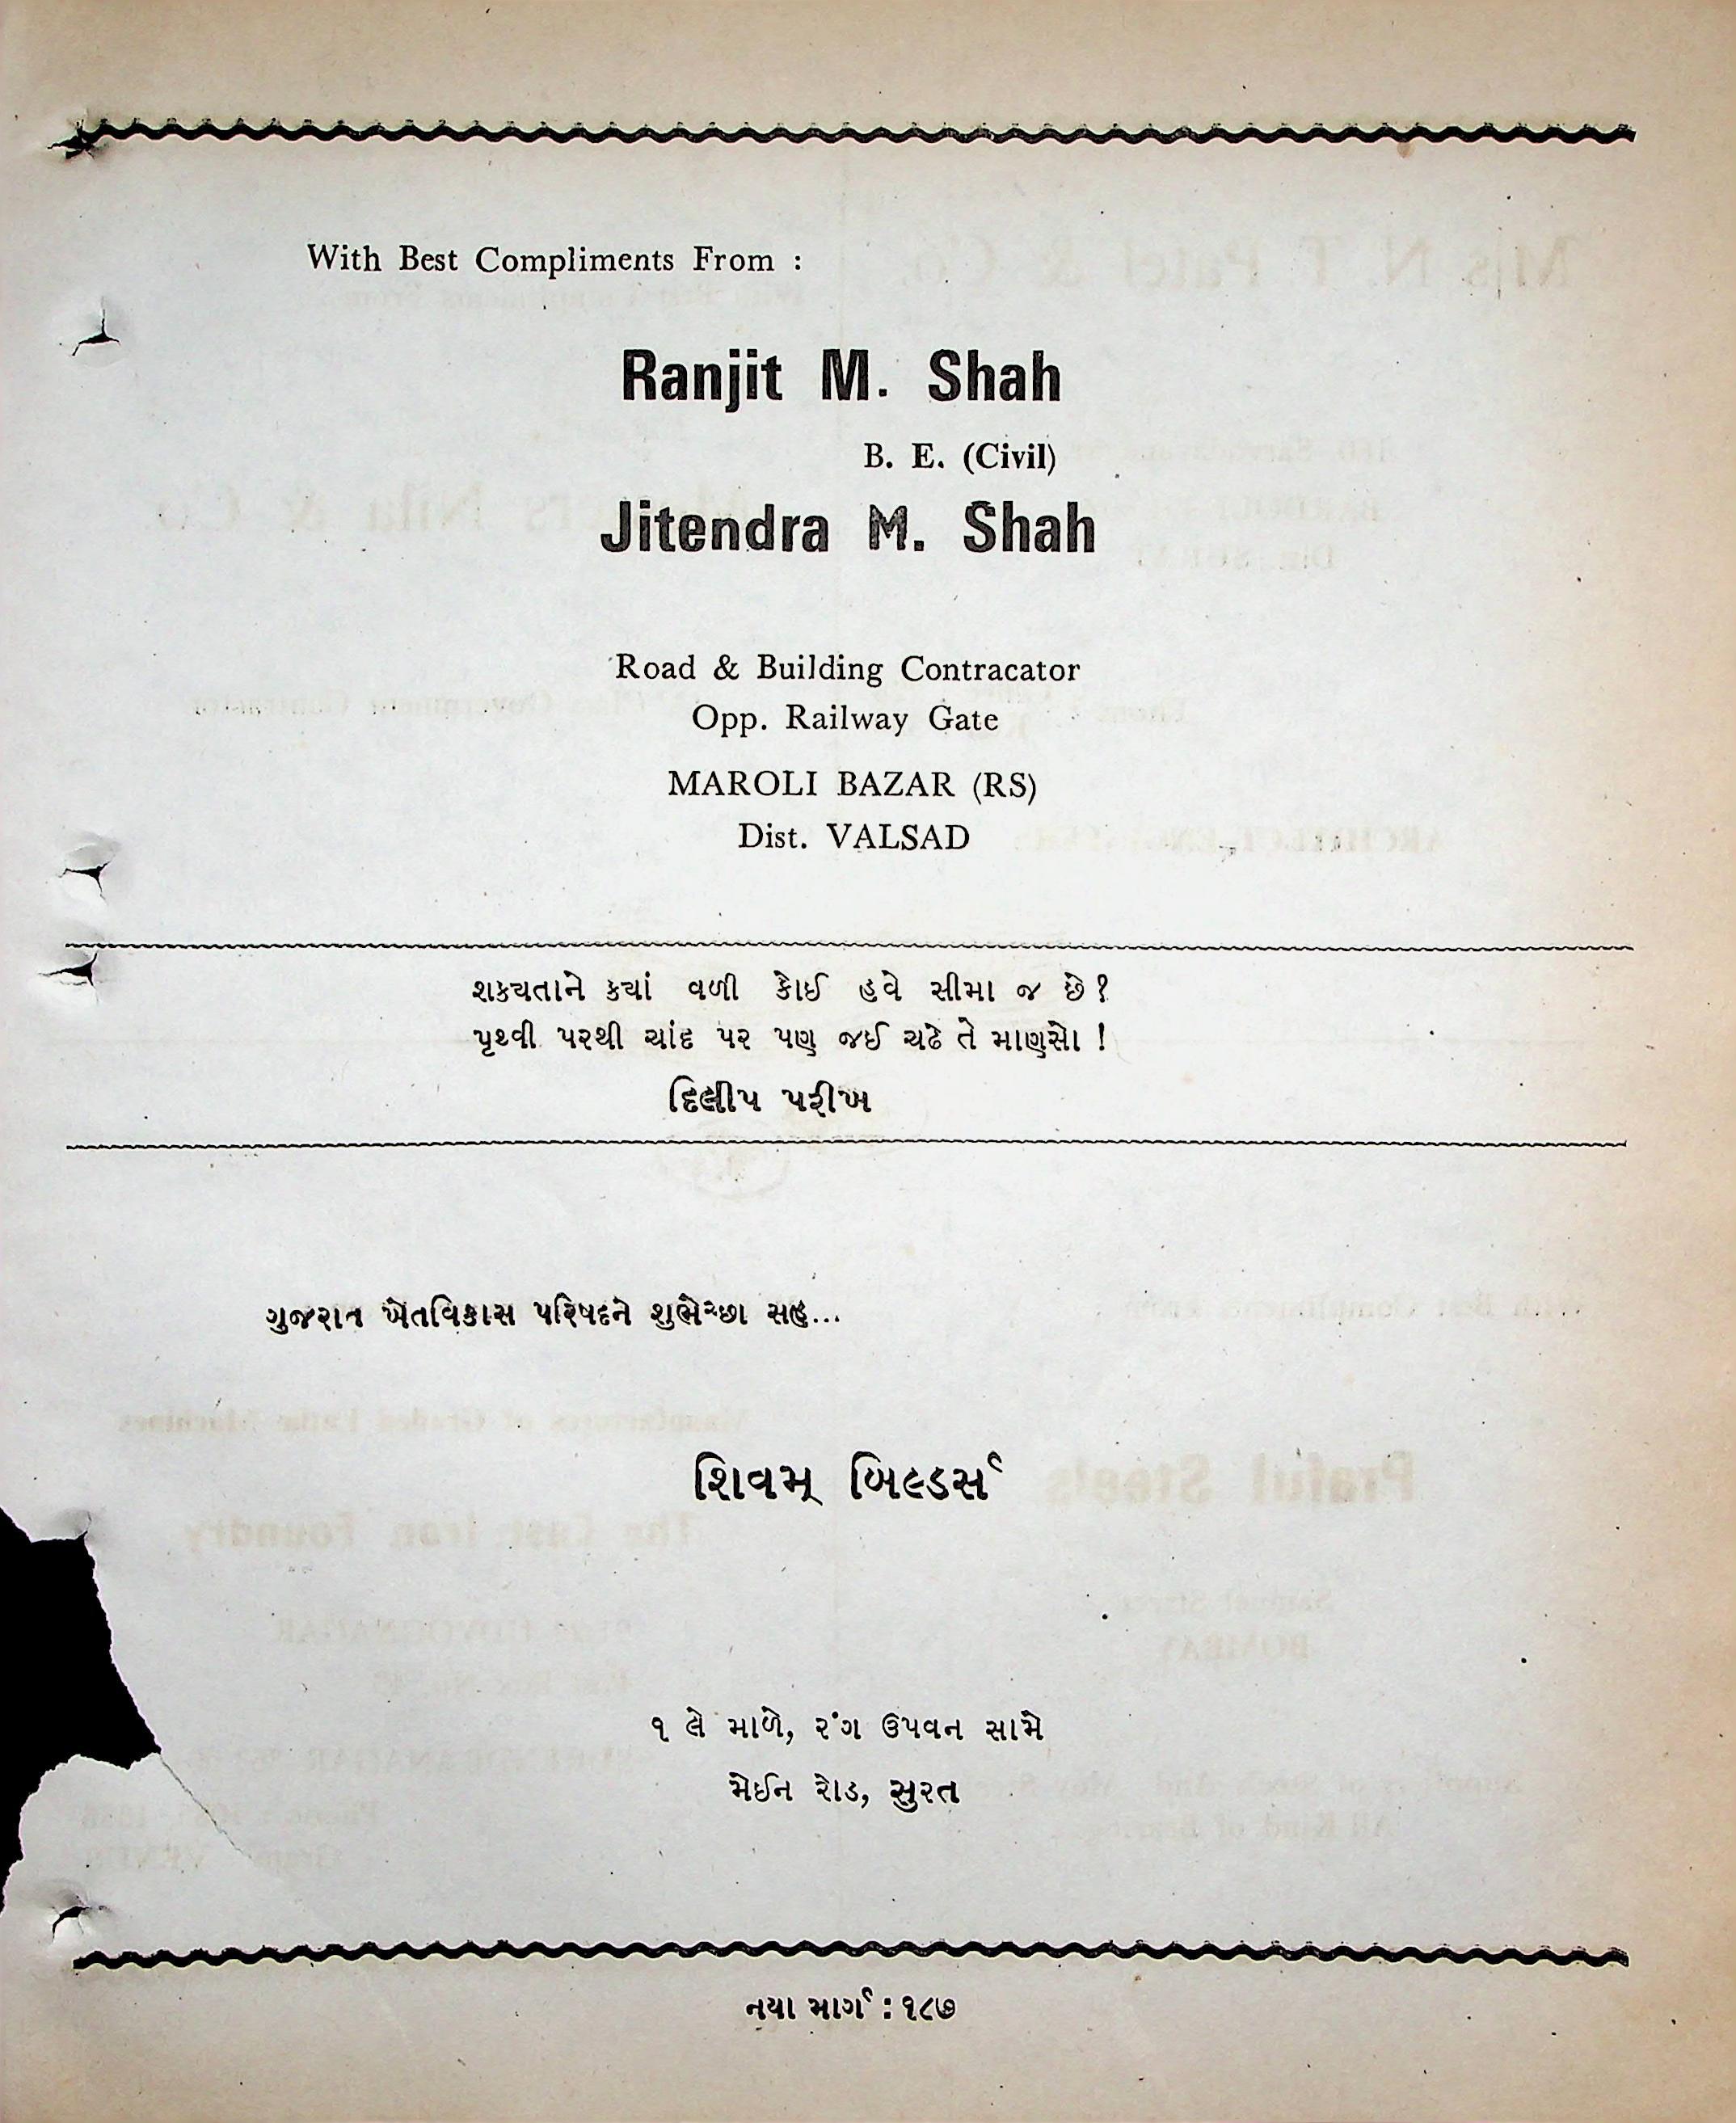 With Best Compliments From :
Ranjit M. Shah
B. E. (Civil)
Jitendra M. Shah
Road & Building Contracator
Opp. Railway Gate
MAROLI BAZAR (RS)
Dist. VALSAD
શક્યતાને ક્યાં વળી કોઈ હવે સીમા જ છે ?
પૃથ્વી પરથી ચાંદ પર પણ જઈ ચઢે તે માણસો !
દિલીપ પરીખ
ગુજરાત ખેતવિકાસ પરિષદને શુભેચ્છા સહ...
શિવમ્ બિલ્ડર્સ
૧ લે માળે, રંગ ઉપવન સામે
મેઈન રોડ, સુરત
નયા માર્ગ : ૧૮૭